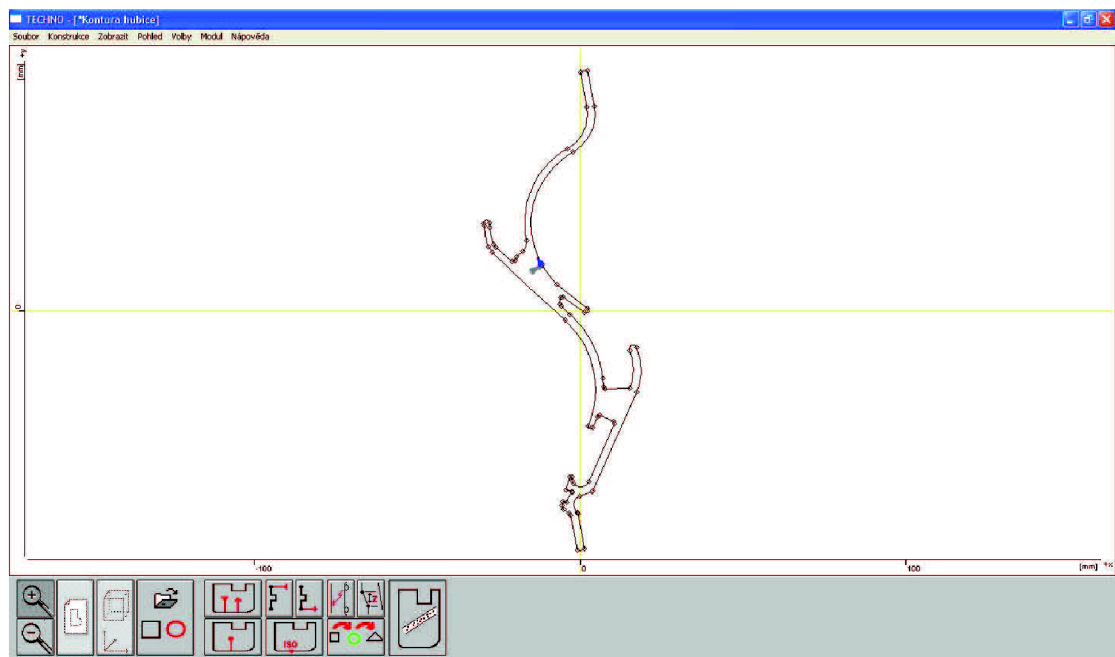 TECHNO - [*Kontura hubice]
Soubor Konstrukce Zobrazit Pohled Volby Modul Nápověda
[mm] +y
0
-100 0 100 [mm] +x
ISO